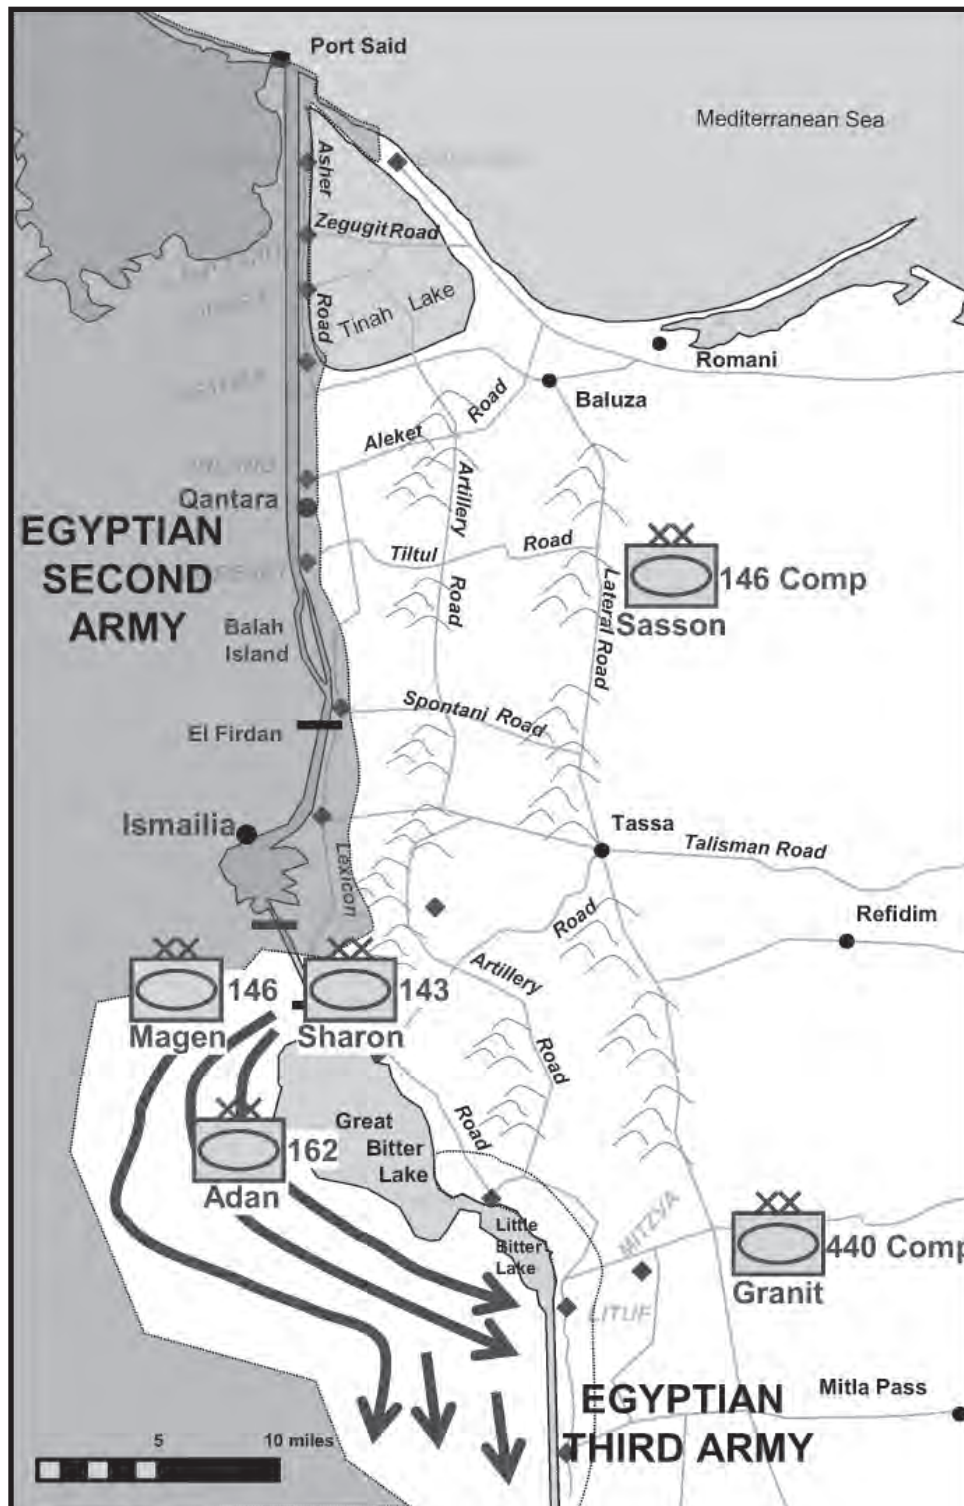 Port Said
Mediterranean Sea
Asher
Road
Zegugit Road
Tinah Lake
Romani
Baluza
Aleket Road
Qantara
Artillery
Road
EGYPTIAN
SECOND
ARMY
Tiltul Road
146 Comp
Sasson
Lateral Road
Balah
Island
Spontani Road
El Firdan
Ismailia
Tassa
Talisman Road
Lexicon
Refidim
Artillery
Road
Road
146
Magen
143
Sharon
Great
Bitter
Lake
Road
162
Adan
Little
Bitter
Lake
MITZYA
440 Comp
Granit
LITUF
Mitla Pass
EGYPTIAN
THIRD ARMY
5 10 miles